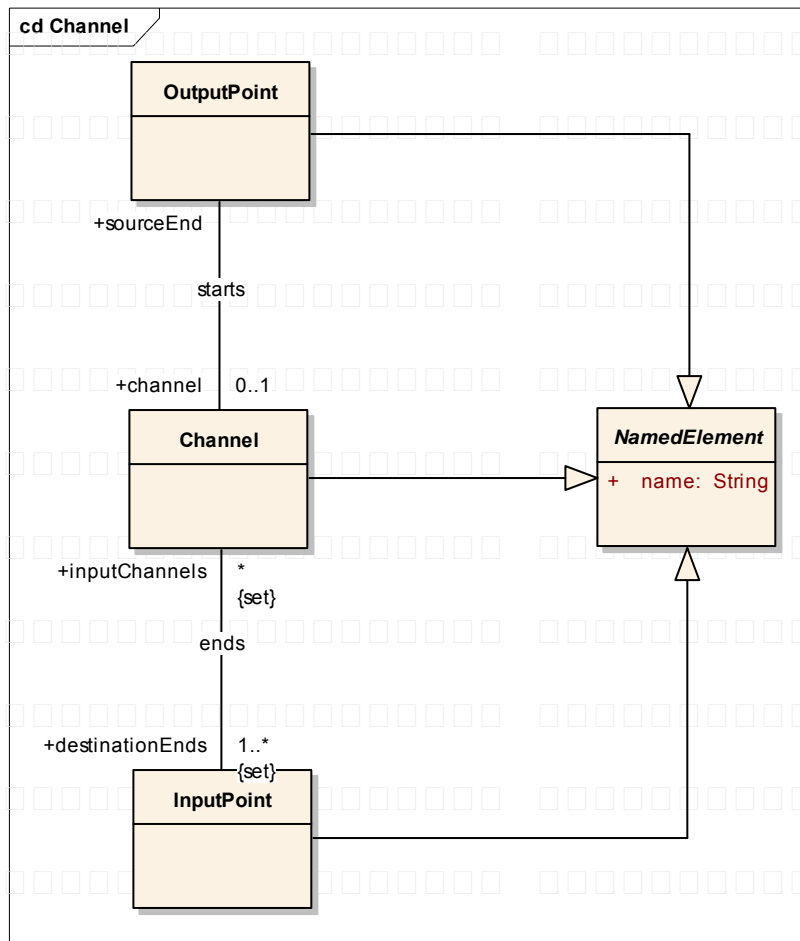 cd Channel
OutputPoint
+sourceEnd
starts
+channel 0..1
Channel
NamedElement
+ name: String
+inputChannels *
{set}
ends
+destinationEnds 1..*
{set}
InputPoint